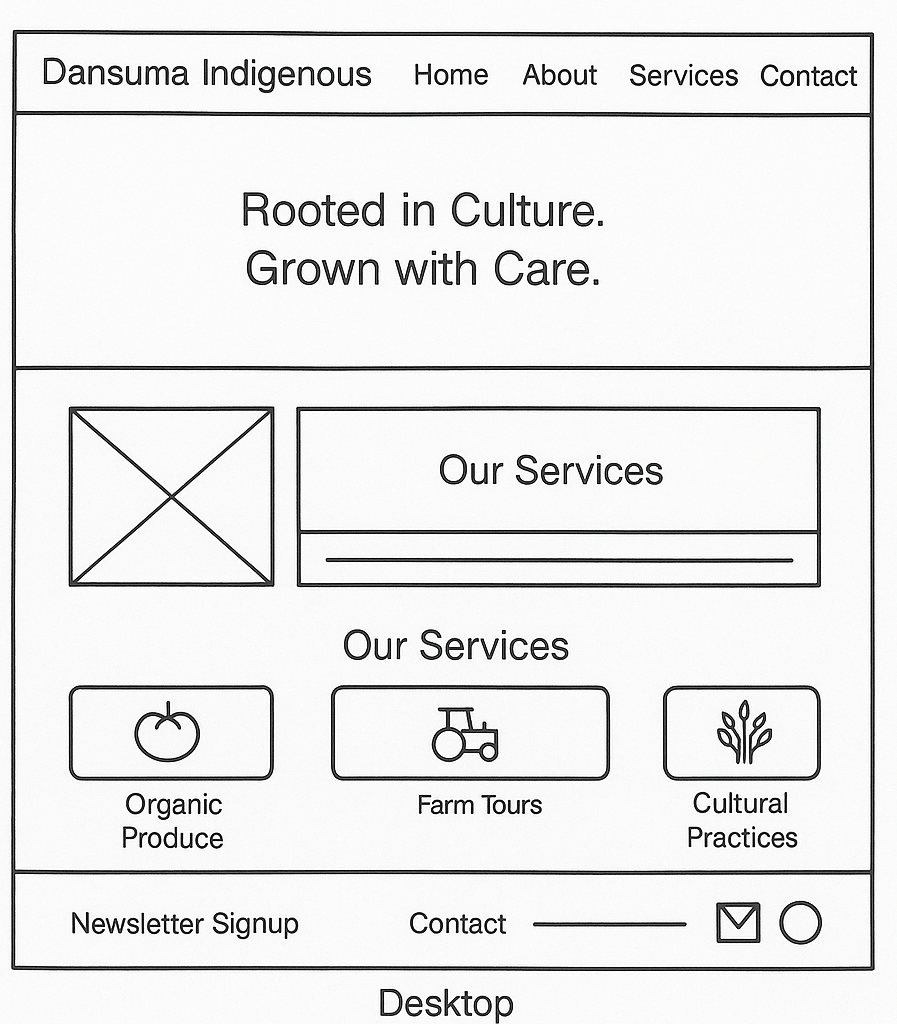 Dansuma Indigenous Home About Services Contact
Rooted in Culture.
Grown with Care.
Our Services
Our Services
Organic
Produce
Farm Tours
Cultural
Practices
Newsletter Signup Contact
Desktop